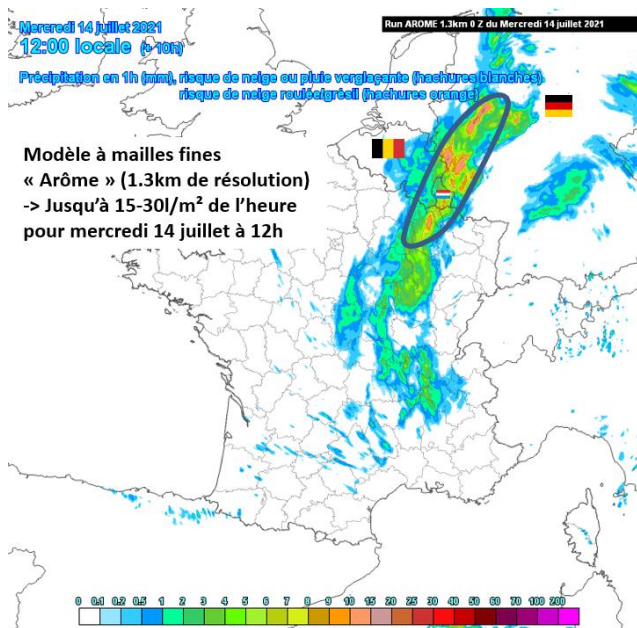 Mercredi 14 juillet 2021
12:00 locale (+ 10h)
Run AROME 1.3km 0 Z du Mercredi 14 juillet 2021
Précipitation en 1h (mm), risque de neige ou pluie verglaçante (hachures blanches)
risque de neige roulée/grésil (hachures orange)
Modèle à mailles fines
« Arôme » (1.3km de résolution)
-> Jusqu'à 15-30l/m² de l'heure
pour mercredi 14 juillet à 12h
0 0.1 0.2 0.5 1 2 3 4 5 6 7 8 9 10 15 20 25 30 40 50 60 70 100 200